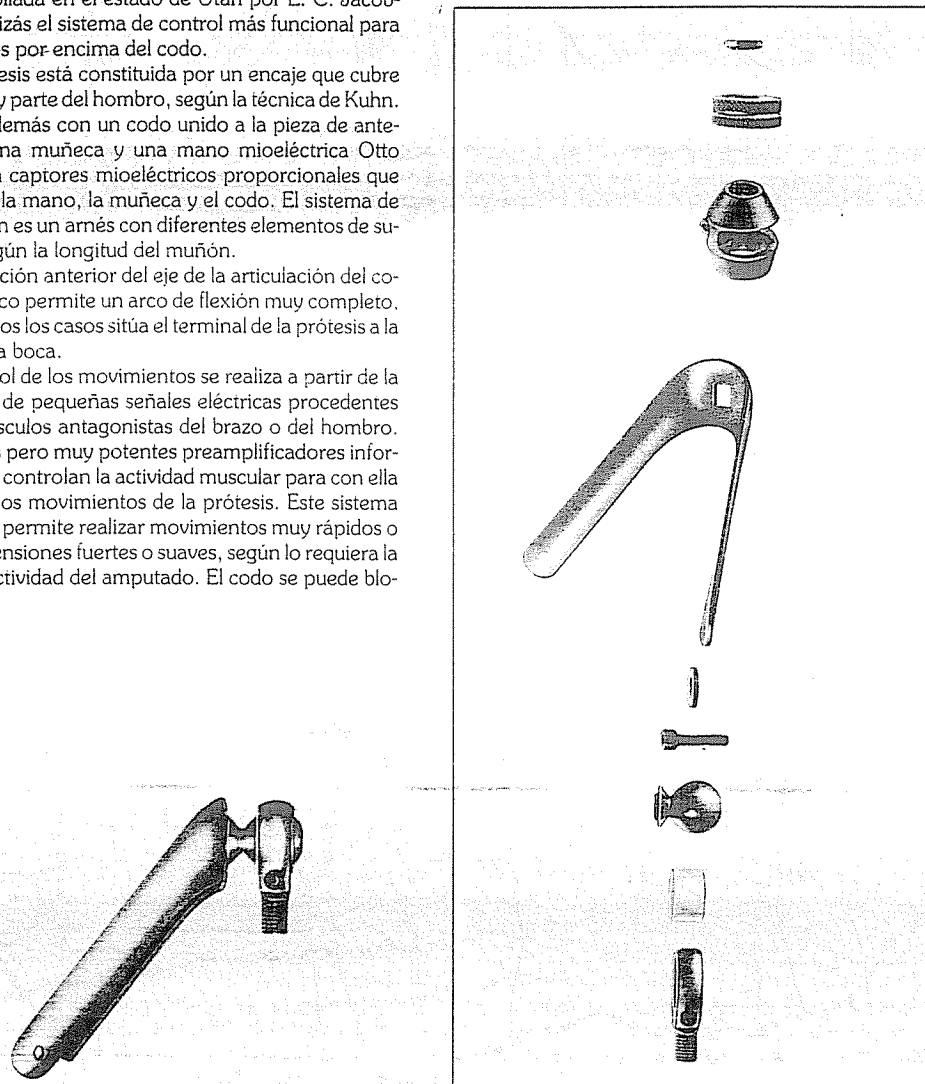 ollada en el estado de Utah por E. C. Jacob-
izás el sistema de control más funcional para
s por encima del codo.
esis está constituida por un encaje que cubre
y parte del hombro, según la técnica de Kuhn.
demás con un codo unido a la pieza de ante-
na muñeca y una mano mioeléctrica Otto
captores mioeléctricos proporcionales que
la mano, la muñeca y el codo. El sistema de
n es un arnés con diferentes elementos de su-
gún la longitud del muñón.
ción anterior del eje de la articulación del co-
co permite un arco de flexión muy completo,
os los casos sitúa el terminal de la prótesis a la
a boca.
ol de los movimientos se realiza a partir de la
de pequeñas señales eléctricas procedentes
sculos antagonistas del brazo o del hombro.
s pero muy potentes preamplificadores infor-
controlan la actividad muscular para con ella
os movimientos de la prótesis. Este sistema
permite realizar movimientos muy rápidos o
ensiones fuertes o suaves, según lo requiera la
ctividad del amputado. El codo se puede blo-